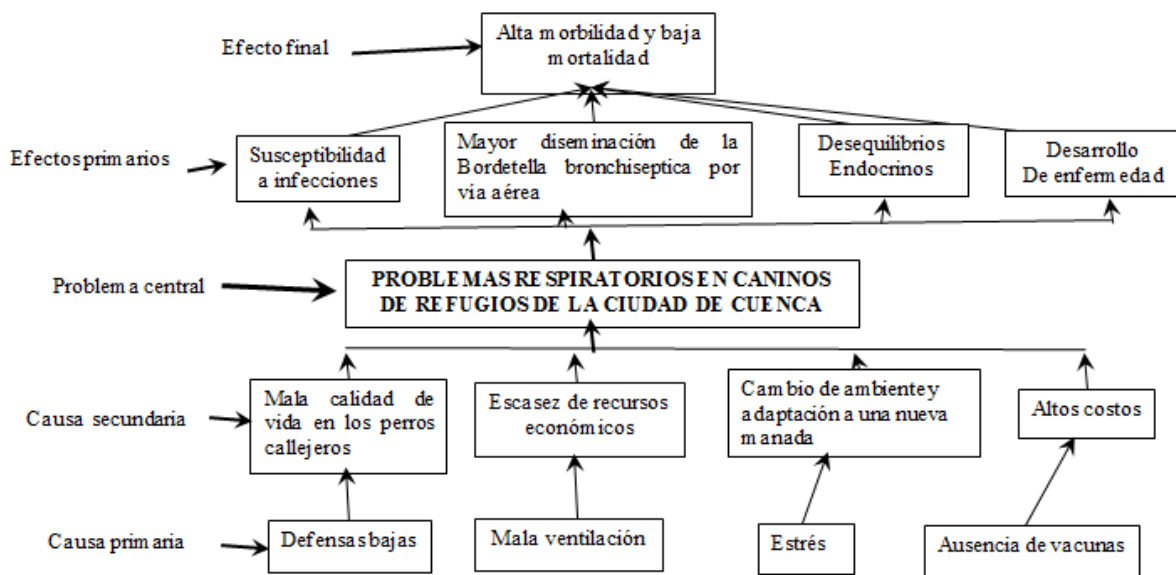 Efecto final
Alta morbilidad y baja
mortalidad
Efectos primarios
Susceptibilidad
a infecciones
Mayor diseminación de la
Bordetella bronchiseptica por
vía aérea
Desequilibrios
Endocrinos
Desarrollo
De enfermedad
Problema central
PROBLEMAS RESPIRATORIOS EN CANINOS
DE REFUGIOS DE LA CIUDAD DE CUENCA
Causa secundaria
Mala calidad de
vida en los perros
callejeros
Escasez de recursos
económicos
Cambio de ambiente y
adaptación a una nueva
manada
Altos costos
Causa primaria
Defensas bajas
Mala ventilación
Estrés
Ausencia de vacunas